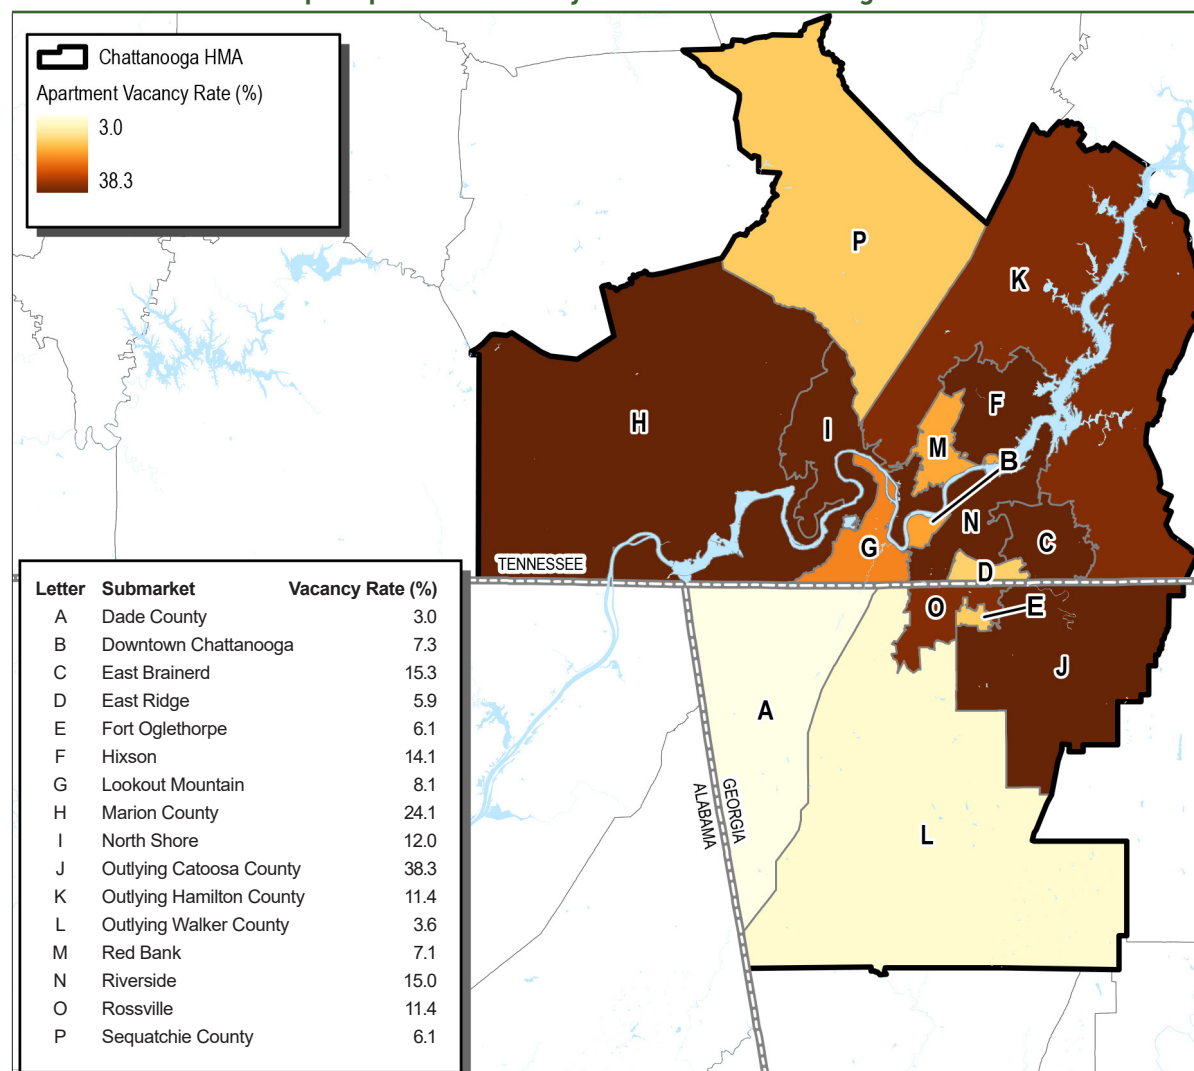 Chattanooga HMA
Apartment Vacancy Rate (%)
3.0
38.3
P
K
H
I
F
M
B
N
G
C
D
TENNESSEE
O
E
J
A
GEORGIA
ALABAMA
L
Letter Submarket Vacancy Rate (%)
A Dade County 3.0
B Downtown Chattanooga 7.3
C East Brainerd 15.3
D East Ridge 5.9
E Fort Oglethorpe 6.1
F Hixson 14.1
G Lookout Mountain 8.1
H Marion County 24.1
I North Shore 12.0
J Outlying Catoosa County 38.3
K Outlying Hamilton County 11.4
L Outlying Walker County 3.6
M Red Bank 7.1
N Riverside 15.0
O Rossville 11.4
P Sequatchie County 6.1